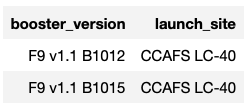 booster_version launch_site
F9 v1.1 B1012 CCAFS LC-40
F9 v1.1 B1015 CCAFS LC-40